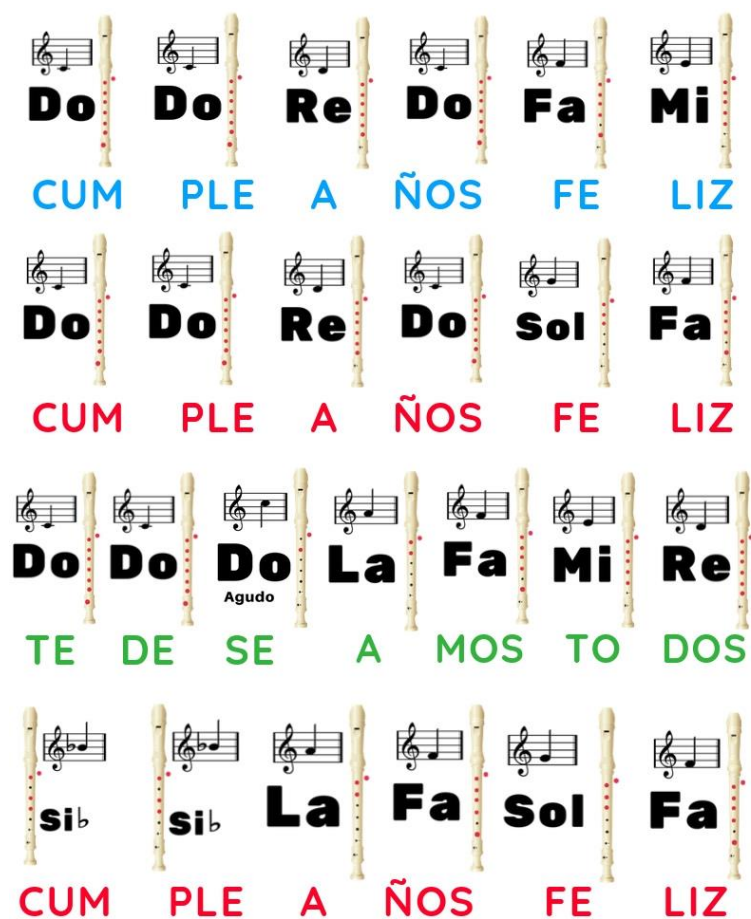 Do Do Re Do Fa Mi
CUM PLE A ÑOS FE LIZ
Do Do Re Do Sol Fa
CUM PLE A ÑOS FE LIZ
Do Do Do La Fa Mi Re
Agudo
TE DE SE A MOS TO DOS
Si♭ Si♭ La Fa Sol Fa
CUM PLE A ÑOS FE LIZ